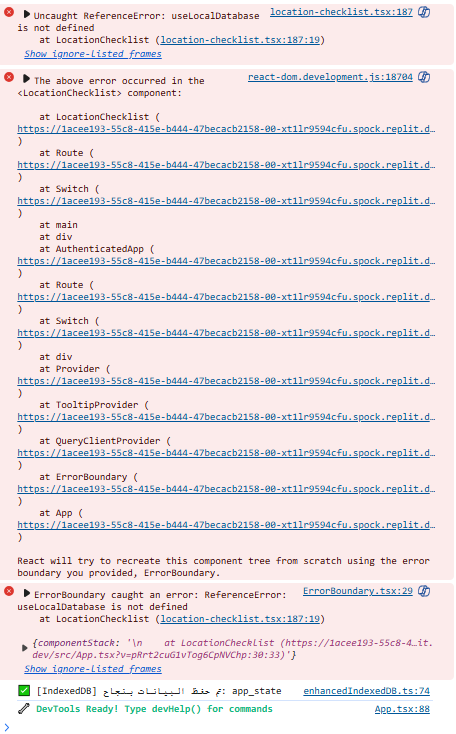 Uncaught ReferenceError: useLocalDatabase location-checklist.tsx:187
is not defined
at LocationChecklist (location-checklist.tsx:187:19)
Show ignore-listed frames
The above error occurred in the react-dom.development.js:18704
<LocationChecklist> component:
at LocationChecklist (
https://1acee193-55c8-415e-b444-47becacb2158-00-xt1lr9594cfu.spock.replit.d…
)
at Route (
https://1acee193-55c8-415e-b444-47becacb2158-00-xt1lr9594cfu.spock.replit.d…
)
at Switch (
https://1acee193-55c8-415e-b444-47becacb2158-00-xt1lr9594cfu.spock.replit.d…
)
at main
at div
at AuthenticatedApp (
https://1acee193-55c8-415e-b444-47becacb2158-00-xt1lr9594cfu.spock.replit.d…
)
at Route (
https://1acee193-55c8-415e-b444-47becacb2158-00-xt1lr9594cfu.spock.replit.d…
)
at Switch (
https://1acee193-55c8-415e-b444-47becacb2158-00-xt1lr9594cfu.spock.replit.d…
)
at div
at Provider (
https://1acee193-55c8-415e-b444-47becacb2158-00-xt1lr9594cfu.spock.replit.d…
)
at TooltipProvider (
https://1acee193-55c8-415e-b444-47becacb2158-00-xt1lr9594cfu.spock.replit.d…
)
at QueryClientProvider (
https://1acee193-55c8-415e-b444-47becacb2158-00-xt1lr9594cfu.spock.replit.d…
)
at ErrorBoundary (
https://1acee193-55c8-415e-b444-47becacb2158-00-xt1lr9594cfu.spock.replit.d…
)
at App (
https://1acee193-55c8-415e-b444-47becacb2158-00-xt1lr9594cfu.spock.replit.d…
)
React will try to recreate this component tree from scratch using the error
boundary you provided, ErrorBoundary.
ErrorBoundary caught an error: ReferenceError: ErrorBoundary.tsx:29
useLocalDatabase is not defined
at LocationChecklist (location-checklist.tsx:187:19)
{componentStack: '\n    at LocationChecklist (https://1acee193-55c8-4…it.
dev/src/App.tsx?v=pRrt2cuG1vTog6CpNVChp:30:33)'}
Show ignore-listed frames
✅ [IndexedDB] تم حفظ البيانات بنجاح: app_state enhancedIndexedDB.ts:74
DevTools Ready! Type devHelp() for commands App.tsx:88